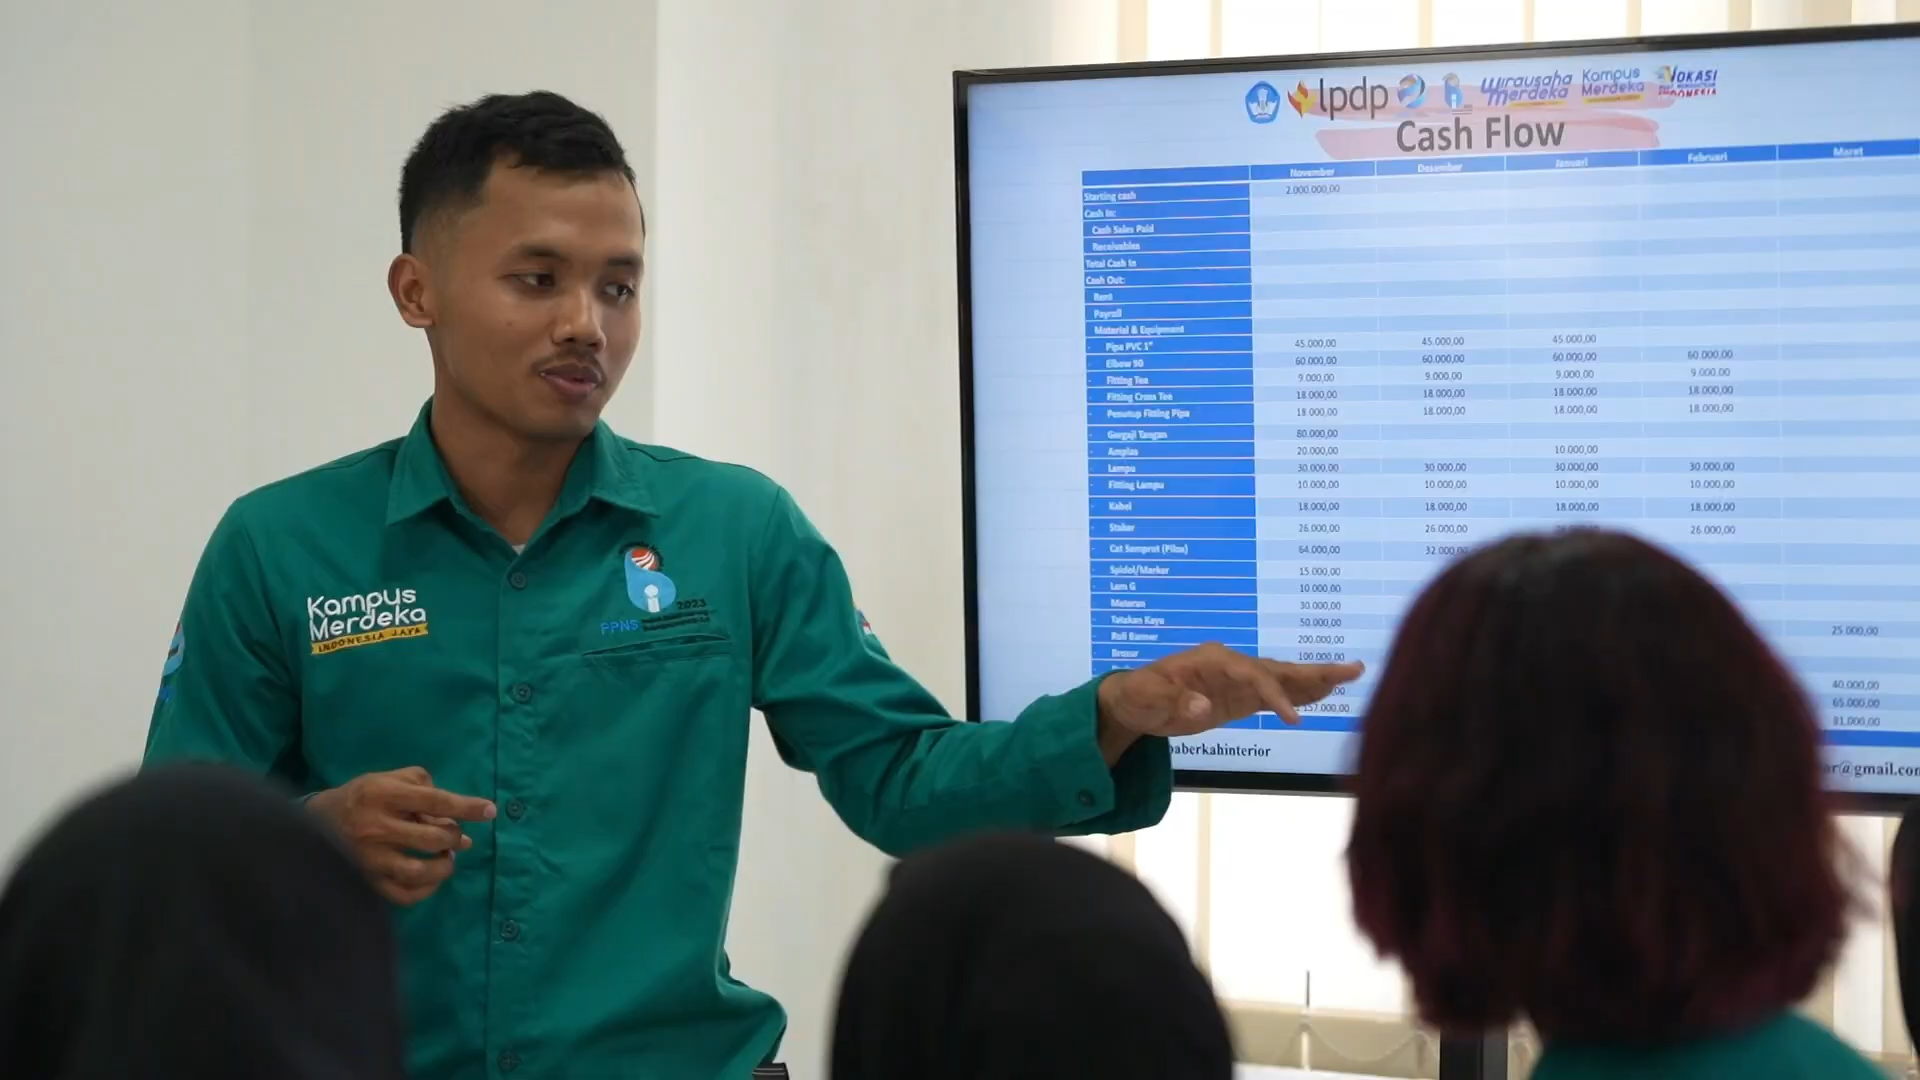 lpdp Wirausaha Merdeka Kampus Merdeka VOKASI INDONESIA
Cash Flow
November Desember Januari Februari Maret
Starting cash 2.000.000,00
Cash In:
Cash Sales Paid
Receivables
Total Cash In
Cash Out:
Rent
Payroll
Material & Equipment
- Pipa PVC 1" 45.000,00 45.000,00 45.000,00
- Elbow 90 60.000,00 60.000,00 60.000,00 60.000,00
- Fitting Tee 9.000,00 9.000,00 9.000,00 9.000,00
- Fitting Cross Tee 18.000,00 18.000,00 18.000,00 18.000,00
- Penutup Fitting Pipa 18.000,00 18.000,00 18.000,00 18.000,00
- Gergaji Tangan 80.000,00
- Amplas 20.000,00 10.000,00
- Lampu 30.000,00 30.000,00 30.000,00 30.000,00
- Fitting Lampu 10.000,00 10.000,00 10.000,00 10.000,00
- Kabel 18.000,00 18.000,00 18.000,00 18.000,00
- Staker 26.000,00 26.000,00 26.000,00
- Cat Semprot (Pilox) 64.000,00 32.000,00
- Spidol/Marker 15.000,00
- Lem G 10.000,00
- Meteran 30.000,00
- Tatakan Kayu 50.000,00
- Roll Banner 200.000,00 25.000,00
- Brosur 100.000,00
40.000,00
157.000,00 65.000,00
81.000,00
aberkahinterior
ar@gmail.com
Kampus
Merdeka
INDONESIA JAYA
2023
PPNS